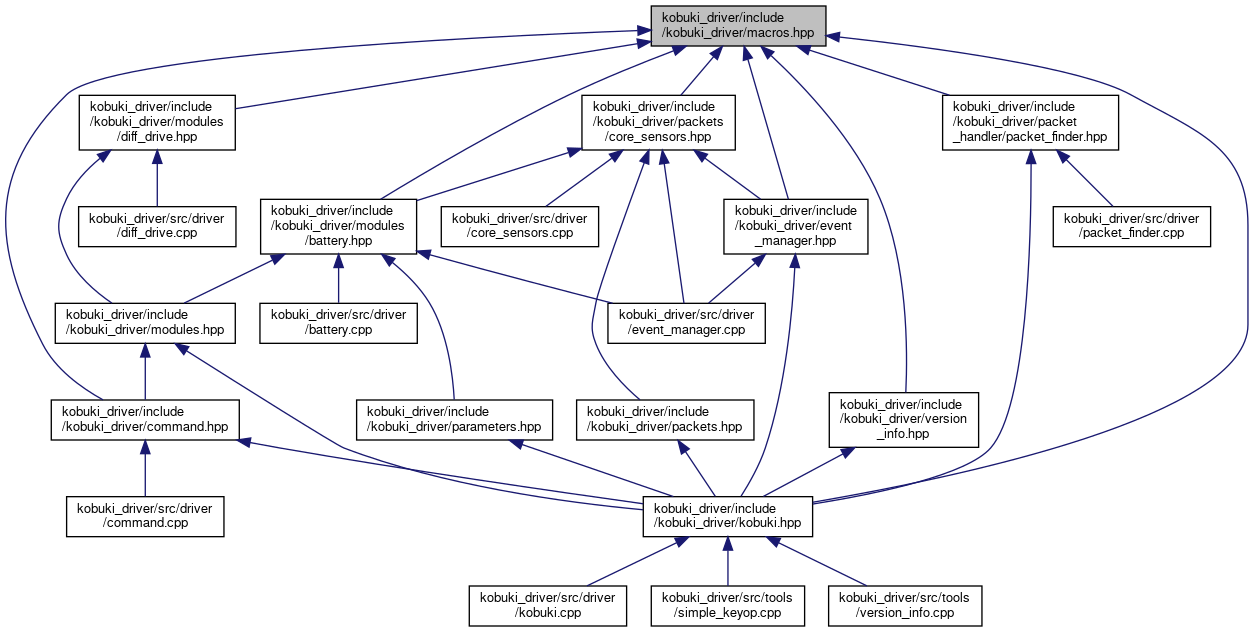 kobuki_driver/include
/kobuki_driver/macros.hpp
kobuki_driver/include
/kobuki_driver/modules
/diff_drive.hpp
kobuki_driver/include
/kobuki_driver/packets
/core_sensors.hpp
kobuki_driver/include
/kobuki_driver/packet
_handler/packet_finder.hpp
kobuki_driver/src/driver
/diff_drive.cpp
kobuki_driver/include
/kobuki_driver/modules
/battery.hpp
kobuki_driver/src/driver
/core_sensors.cpp
kobuki_driver/include
/kobuki_driver/event
_manager.hpp
kobuki_driver/src/driver
/packet_finder.cpp
kobuki_driver/include
/kobuki_driver/modules.hpp
kobuki_driver/src/driver
/battery.cpp
kobuki_driver/src/driver
/event_manager.cpp
kobuki_driver/include
/kobuki_driver/command.hpp
kobuki_driver/include
/kobuki_driver/parameters.hpp
kobuki_driver/include
/kobuki_driver/packets.hpp
kobuki_driver/include
/kobuki_driver/version
_info.hpp
kobuki_driver/src/driver
/command.cpp
kobuki_driver/include
/kobuki_driver/kobuki.hpp
kobuki_driver/src/driver
/kobuki.cpp
kobuki_driver/src/tools
/simple_keyop.cpp
kobuki_driver/src/tools
/version_info.cpp